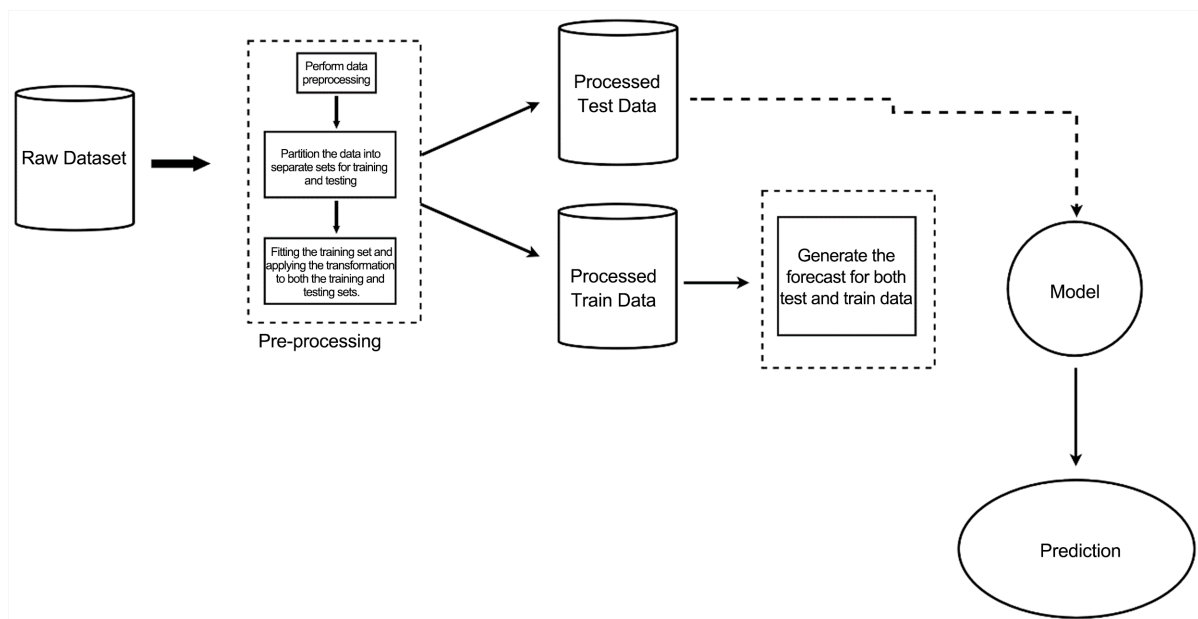 Raw Dataset
Perform data
preprocessing
Partition the data into
separate sets for training
and testing
Fitting the training set and
applying the transformation
to both the training and
testing sets.
Pre-processing
Processed
Test Data
Processed
Train Data
Generate the
forecast for both
test and train data
Model
Prediction